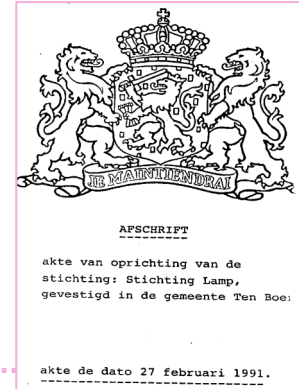 JE MAINTIENDRAI
AFSCHRIFT
akte van oprichting van de
stichting: Stichting Lamp,
gevestigd in de gemeente Ten Boer
akte de dato 27 februari 1991.